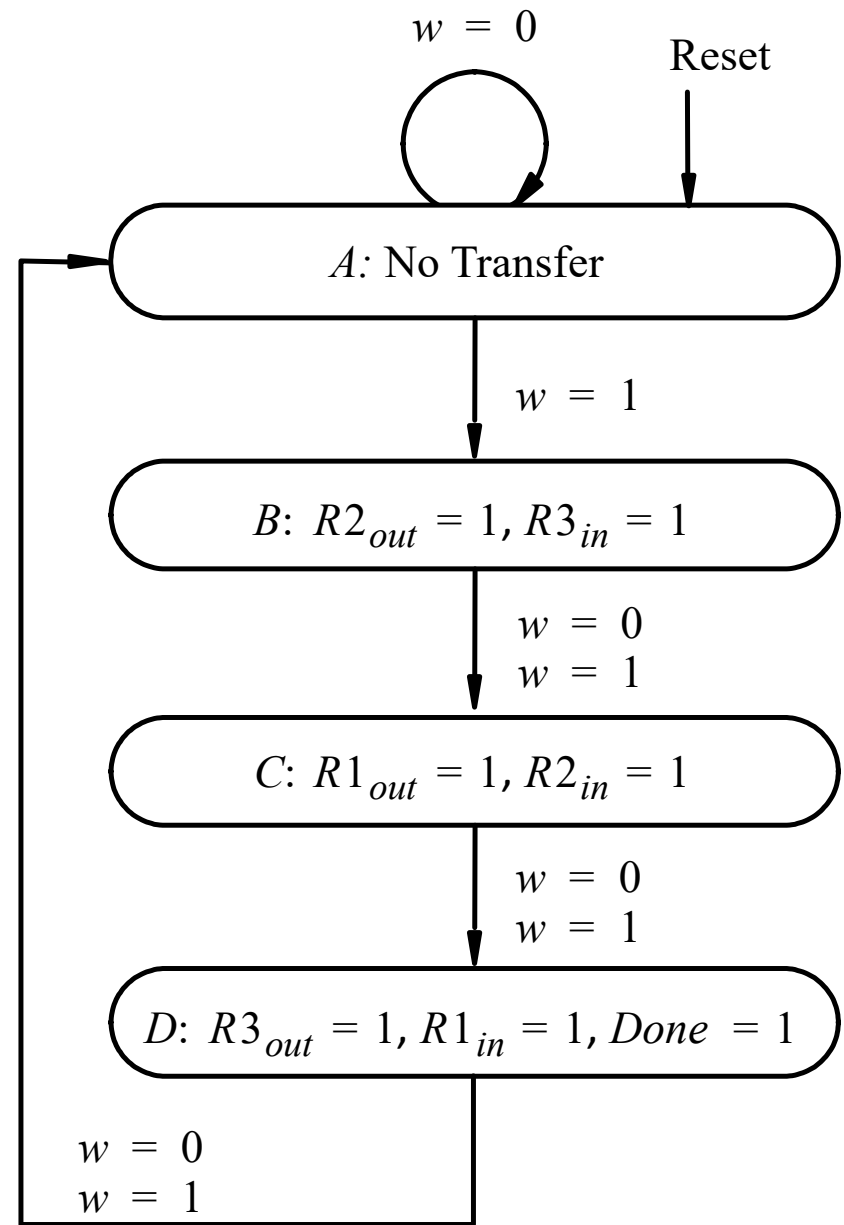 w = 0
Reset
A: No Transfer
w = 1
B: R2out = 1, R3in = 1
w = 0
w = 1
C: R1out = 1, R2in = 1
w = 0
w = 1
D: R3out = 1, R1in = 1, Done = 1
w = 0
w = 1